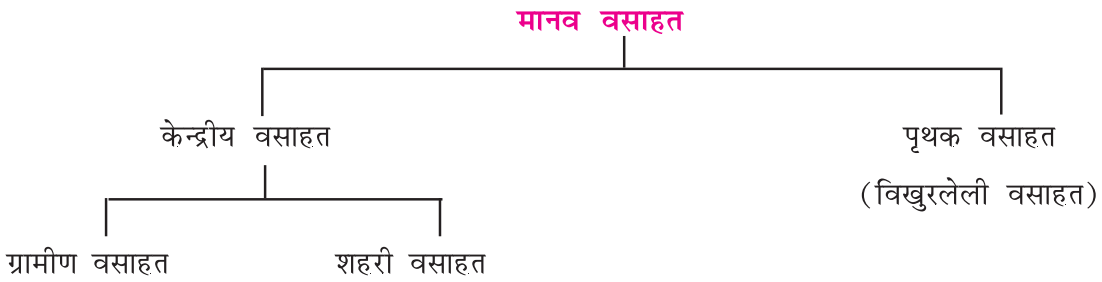 मानव वसाहत
केन्द्रीय वसाहत
पृथक वसाहत
(विखुरलेली वसाहत)
ग्रामीण वसाहत
शहरी वसाहत